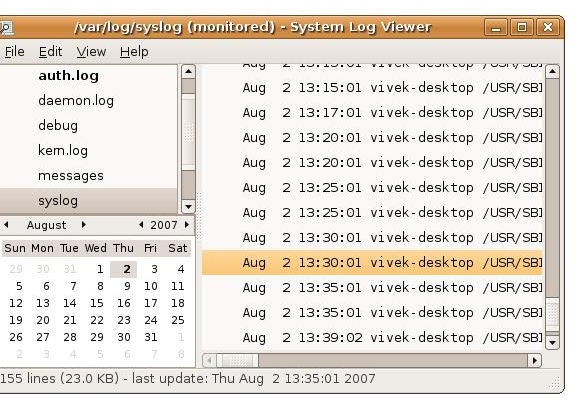 /var/log/syslog (monitored) - System Log Viewer
File Edit View Help
auth.log
daemon.log
debug
kern.log
messages
syslog
August 2007
Sun Mon Tue Wed Thu Fri Sat
29 30 31 1 2 3 4
5 6 7 8 9 10 11
12 13 14 15 16 17 18
19 20 21 22 23 24 25
26 27 28 29 30 31 1
2 3 4 5 6 7 8
Aug 2 13:15:01 vivek-desktop /USR/SBI
Aug 2 13:15:01 vivek-desktop /USR/SBI
Aug 2 13:17:01 vivek-desktop /USR/SBI
Aug 2 13:20:01 vivek-desktop /USR/SBI
Aug 2 13:20:01 vivek-desktop /USR/SBI
Aug 2 13:25:01 vivek-desktop /USR/SBI
Aug 2 13:25:01 vivek-desktop /USR/SBI
Aug 2 13:30:01 vivek-desktop /USR/SBI
Aug 2 13:30:01 vivek-desktop /USR/SBI
Aug 2 13:35:01 vivek-desktop /USR/SBI
Aug 2 13:35:01 vivek-desktop /USR/SBI
Aug 2 13:39:02 vivek-desktop /USR/SBI
155 lines (23.0 KB) - last update: Thu Aug 2 13:35:01 2007